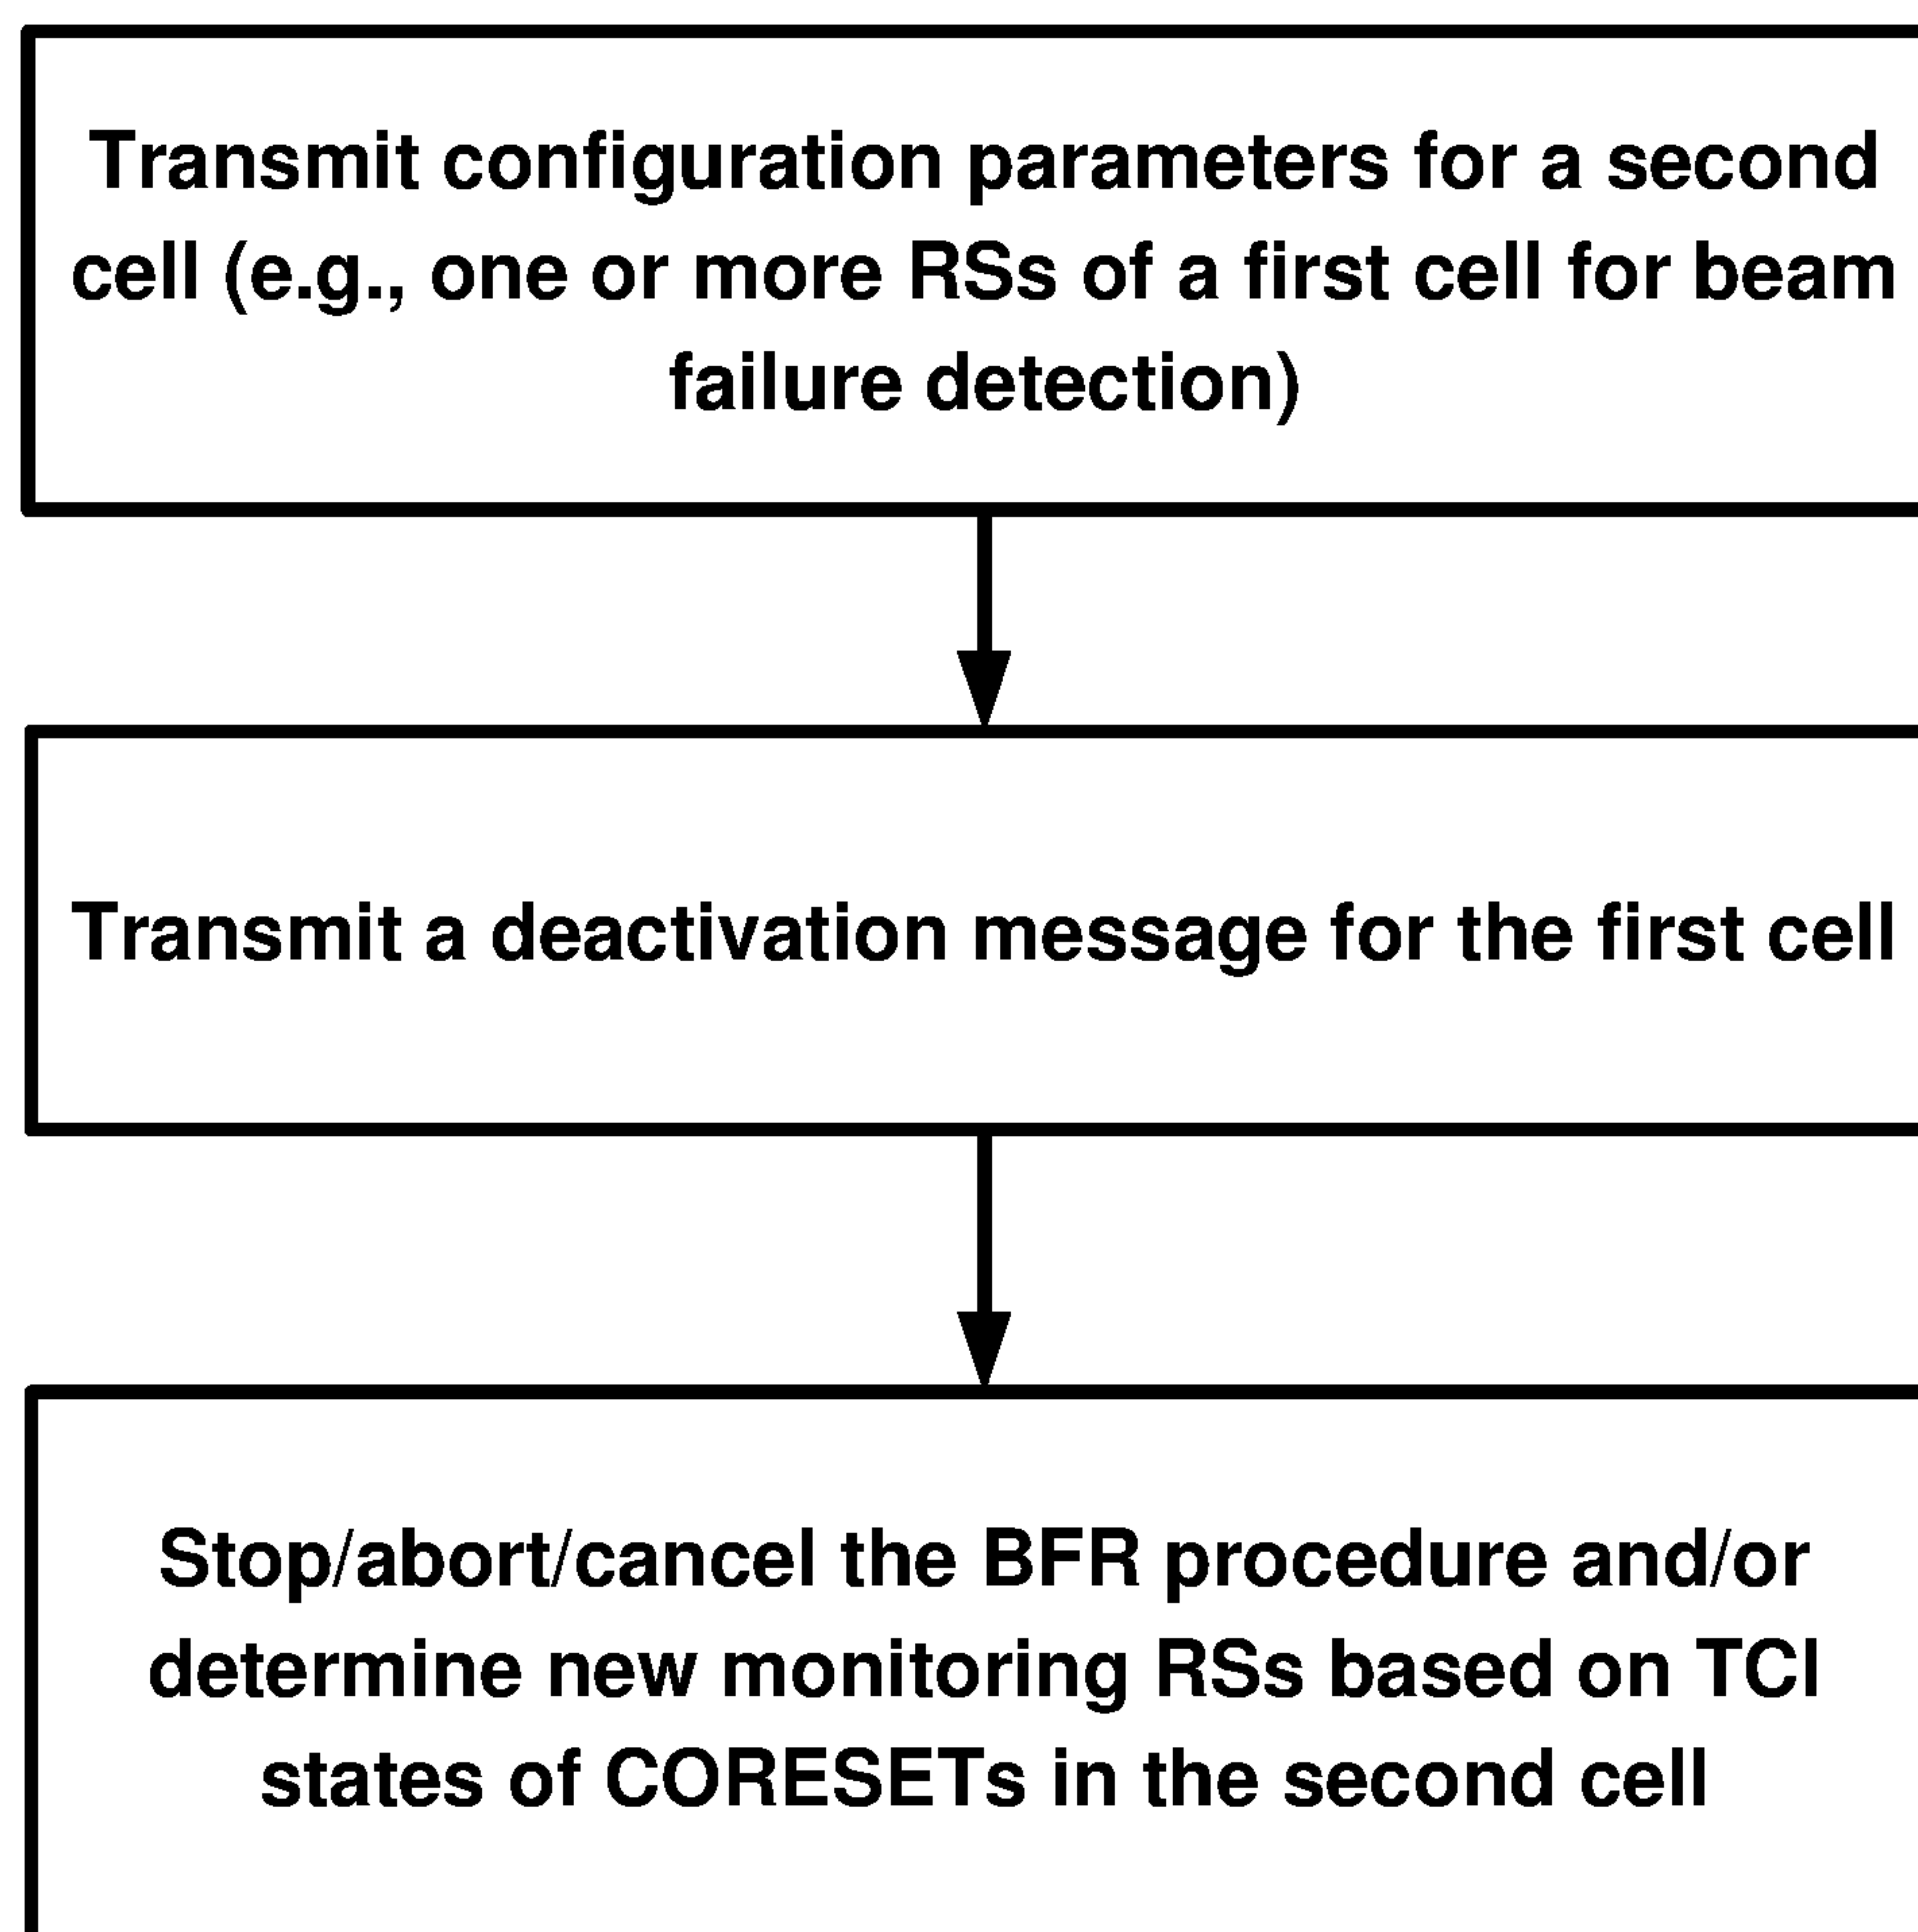 Transmit configuration parameters for a second
cell (e.g., one or more RSs of a first cell for beam
failure detection)
Transmit a deactivation message for the first cell
Stop/abort/cancel the BFR procedure and/or
determine new monitoring RSs based on TCI
states of CORESETs in the second cell